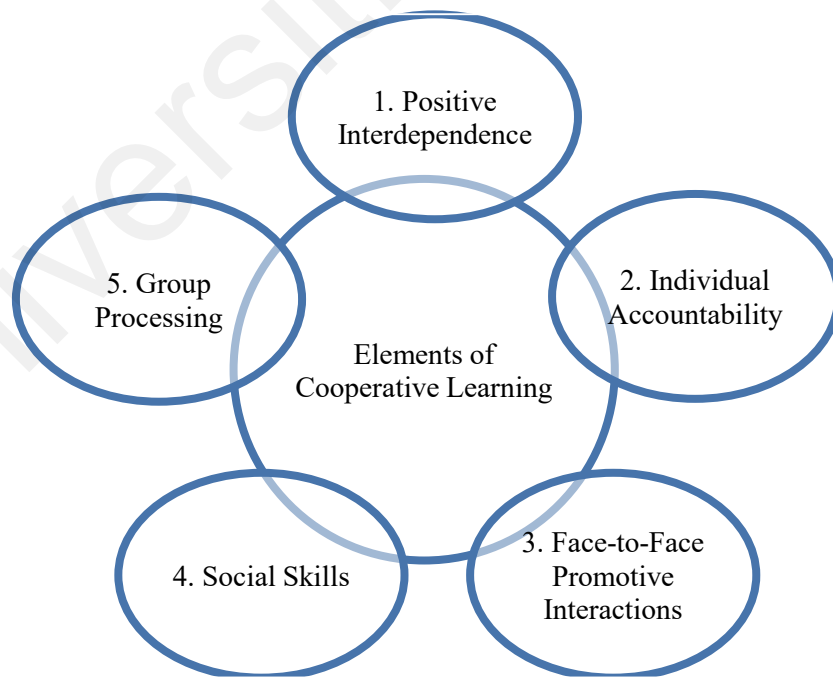 1. Positive
Interdependence
2. Individual
Accountability
3. Face-to-Face
Promotive
Interactions
4. Social Skills
5. Group
Processing
Elements of
Cooperative Learning